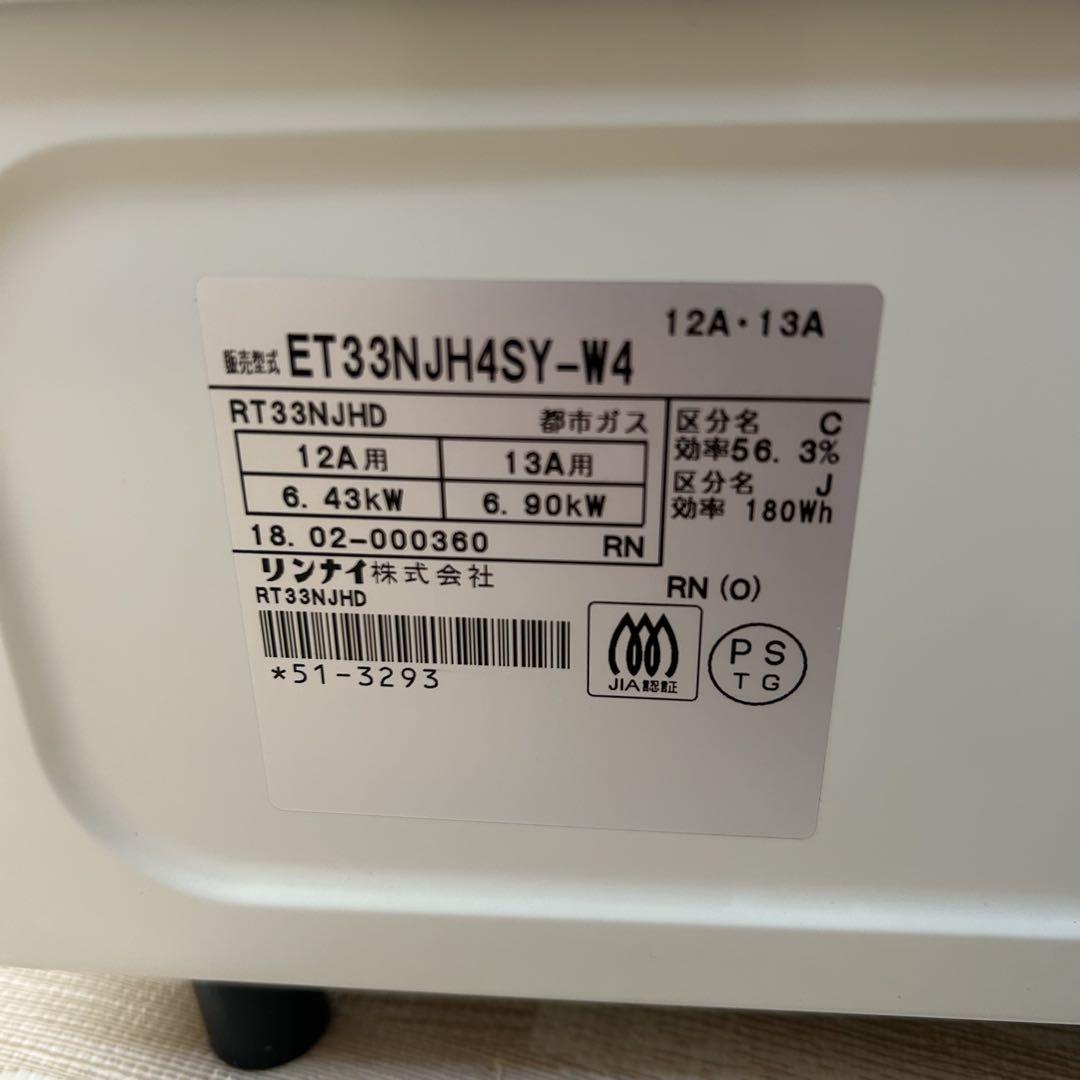 12A・13A
販売型式 ET33NJH4SY-W4
RT33NJHD 都市ガス
12A用 13A用
6. 43kW 6. 90kW
18. 02-000360 RN
区分名 C
効率56. 3%
区分名 J
効率 180Wh
リンナイ株式会社
RN (O)
RT33NJHD
*51-3293
JIA認証
PS
TG